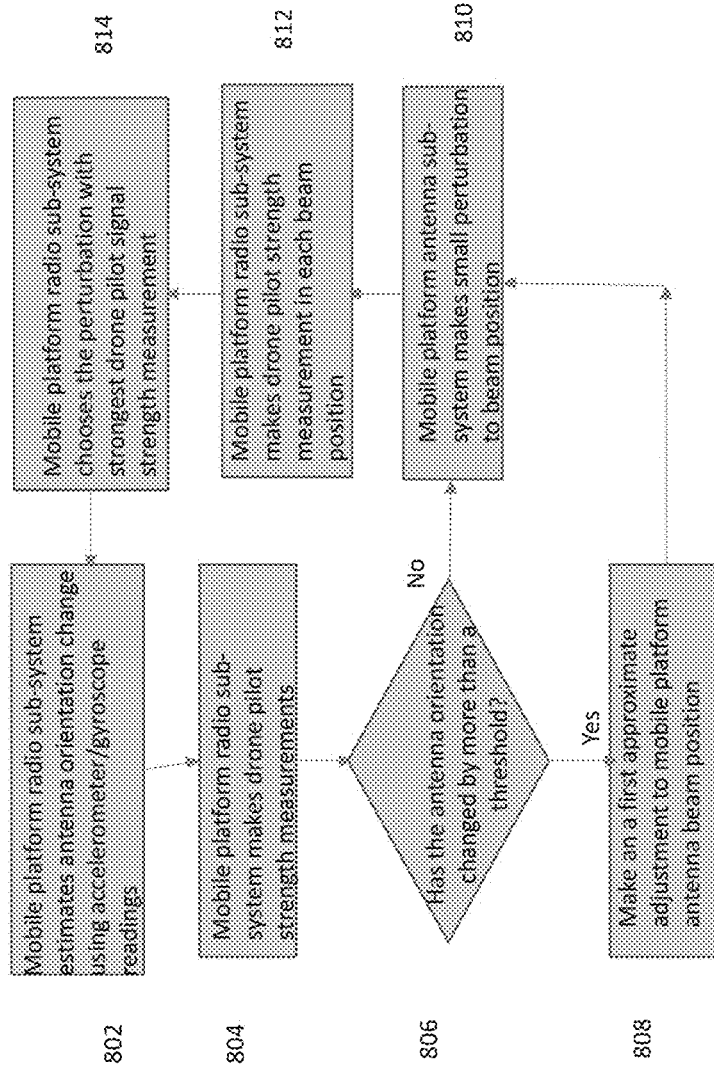 802
Mobile platform radio sub-system
estimates antenna orientation change
using accelerometer/gyroscope
readings
804
Mobile platform radio sub-
system makes drone pilot
strength measurements
806
Has the antenna orientation
changed by more than a
threshold?
No
Yes
808
Make an a first approximate
adjustment to mobile platform
antenna beam position
810
Mobile platform antenna sub-
system makes small perturbation
to beam position
812
Mobile platform radio sub-system
makes drone pilot strength
measurement in each beam
position
814
Mobile platform radio sub-system
chooses the perturbation with
strongest drone pilot signal
strength measurement